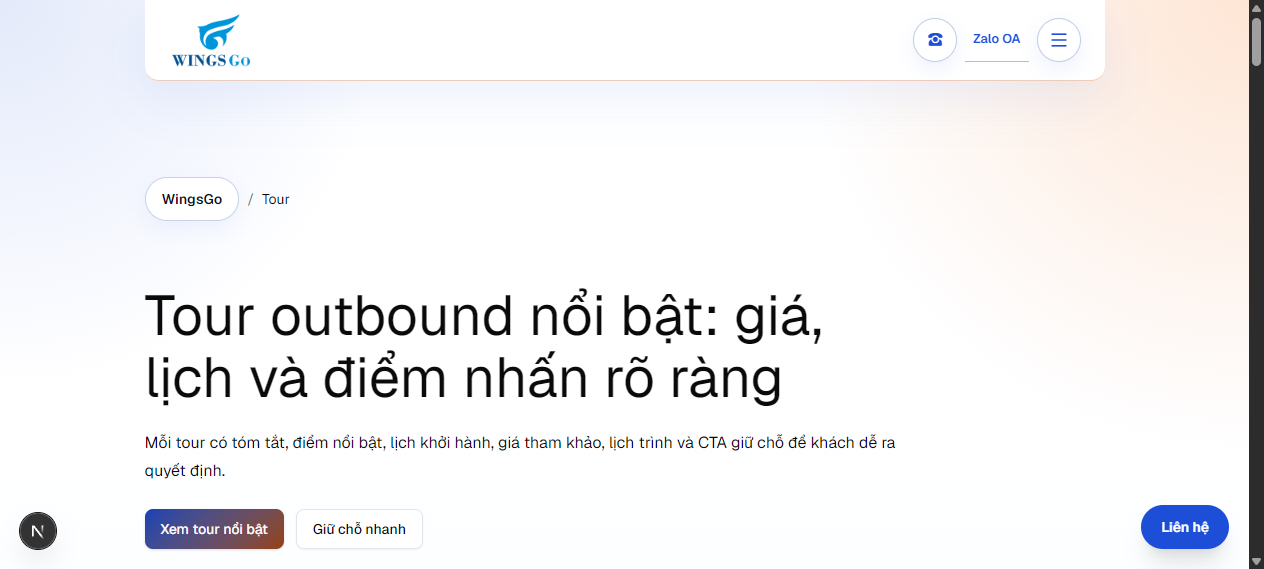 WINGS GO
Zalo OA
WingsGo / Tour
Tour outbound nổi bật: giá,
lịch và điểm nhấn rõ ràng
Mỗi tour có tóm tắt, điểm nổi bật, lịch khởi hành, giá tham khảo, lịch trình và CTA giữ chỗ để khách dễ ra
quyết định.
Xem tour nổi bật
Giữ chỗ nhanh
N
Liên hệ